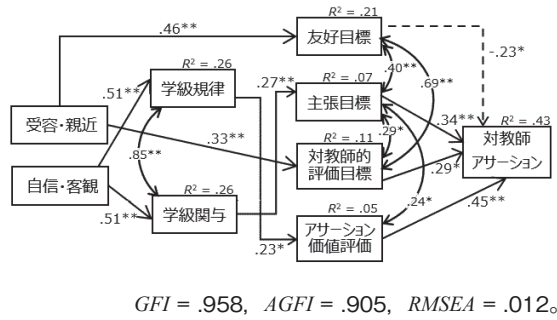 R² = .21
.46**
友好目標
-.23*
R² = .26
.40**
.51**
学級規律
.27**
R² = .07
.69**
主張目標
受容・親近
.34**
R² = .43
.33**
R² = .11
.29*
対教師
アサーション
.85**
対教師的
評価目標
自信・客観
R² = .26
.29*
学級関与
.51**
R² = .05
.24*
.45**
アサーション
価値評価
.23*
GFI = .958, AGFI = .905, RMSEA = .012。